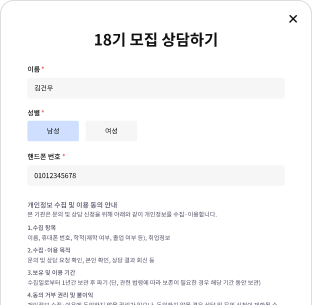 18기 모집 상담하기
이름 *
김건우
성별 *
남성
여성
핸드폰 번호 *
01012345678
개인정보 수집 및 이용 동의 안내
본 기관은 문의 및 상담 신청을 위해 아래와 같이 개인정보를 수집·이용합니다.
1.수집 항목
이름, 휴대폰 번호, 학력(재학 여부, 졸업 여부 등), 취업정보
2.수집·이용 목적
문의 및 상담 요청 확인, 본인 확인, 상담 결과 회신 등
3.보유 및 이용 기간
수집일로부터 1년간 보관 후 파기 (단, 관련 법령에 따라 보존이 필요한 경우 해당 기간 동안 보관)
4.동의 거부 권리 및 불이익